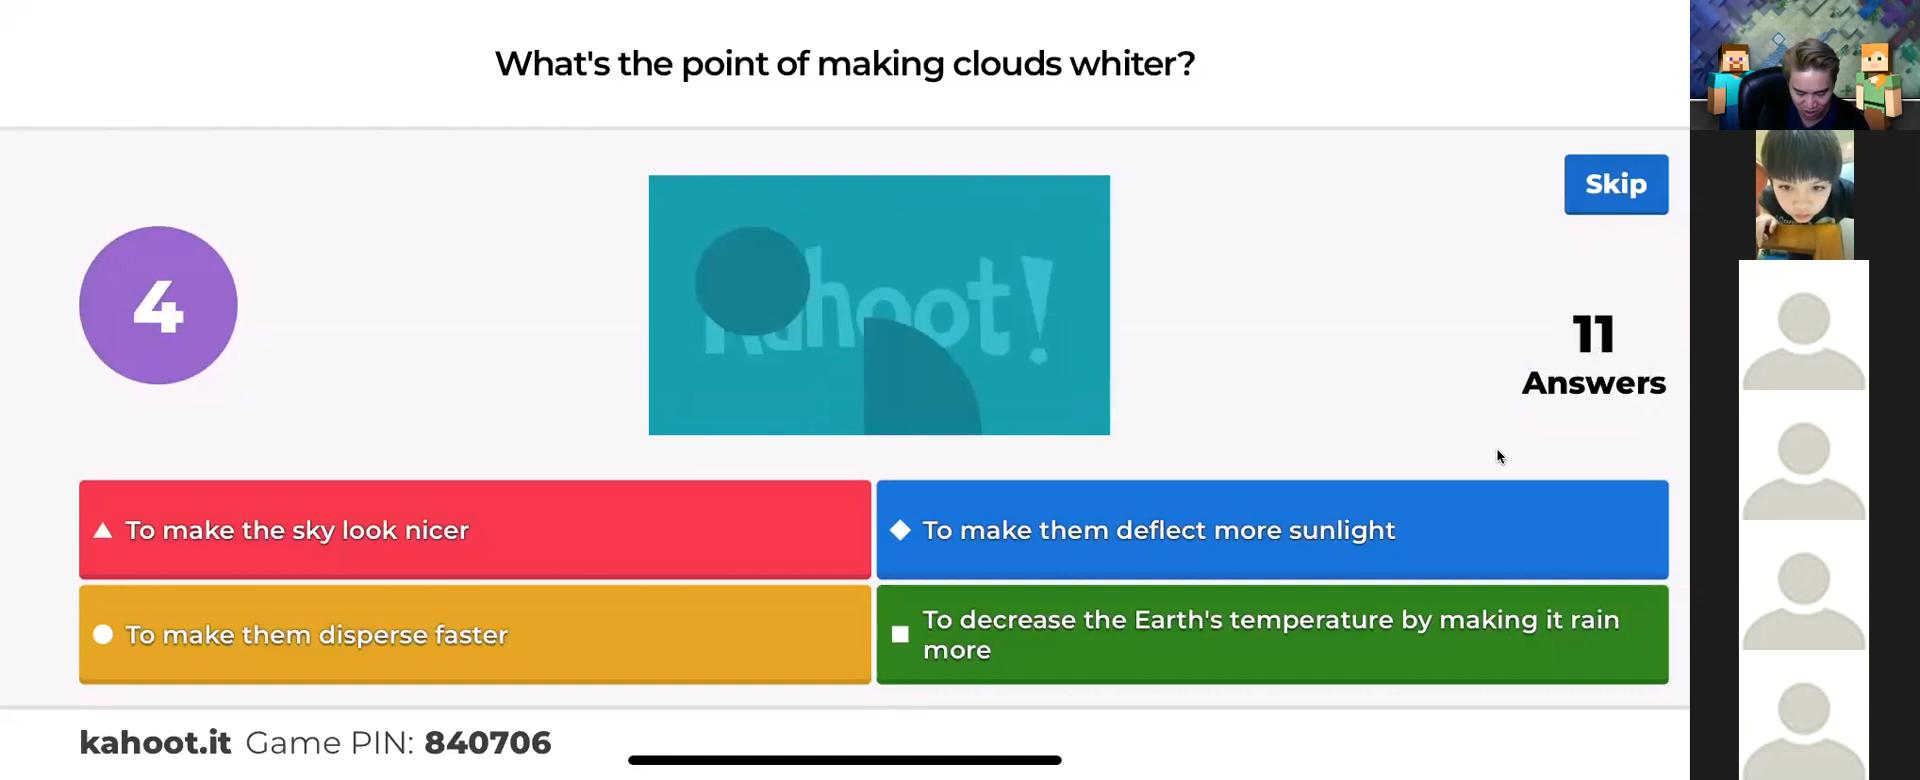 What's the point of making clouds whiter?
Skip
4
Kahoot!
11
Answers
To make the sky look nicer
To make them deflect more sunlight
To make them disperse faster
To decrease the Earth's temperature by making it rain
more
kahoot.it Game PIN: 840706